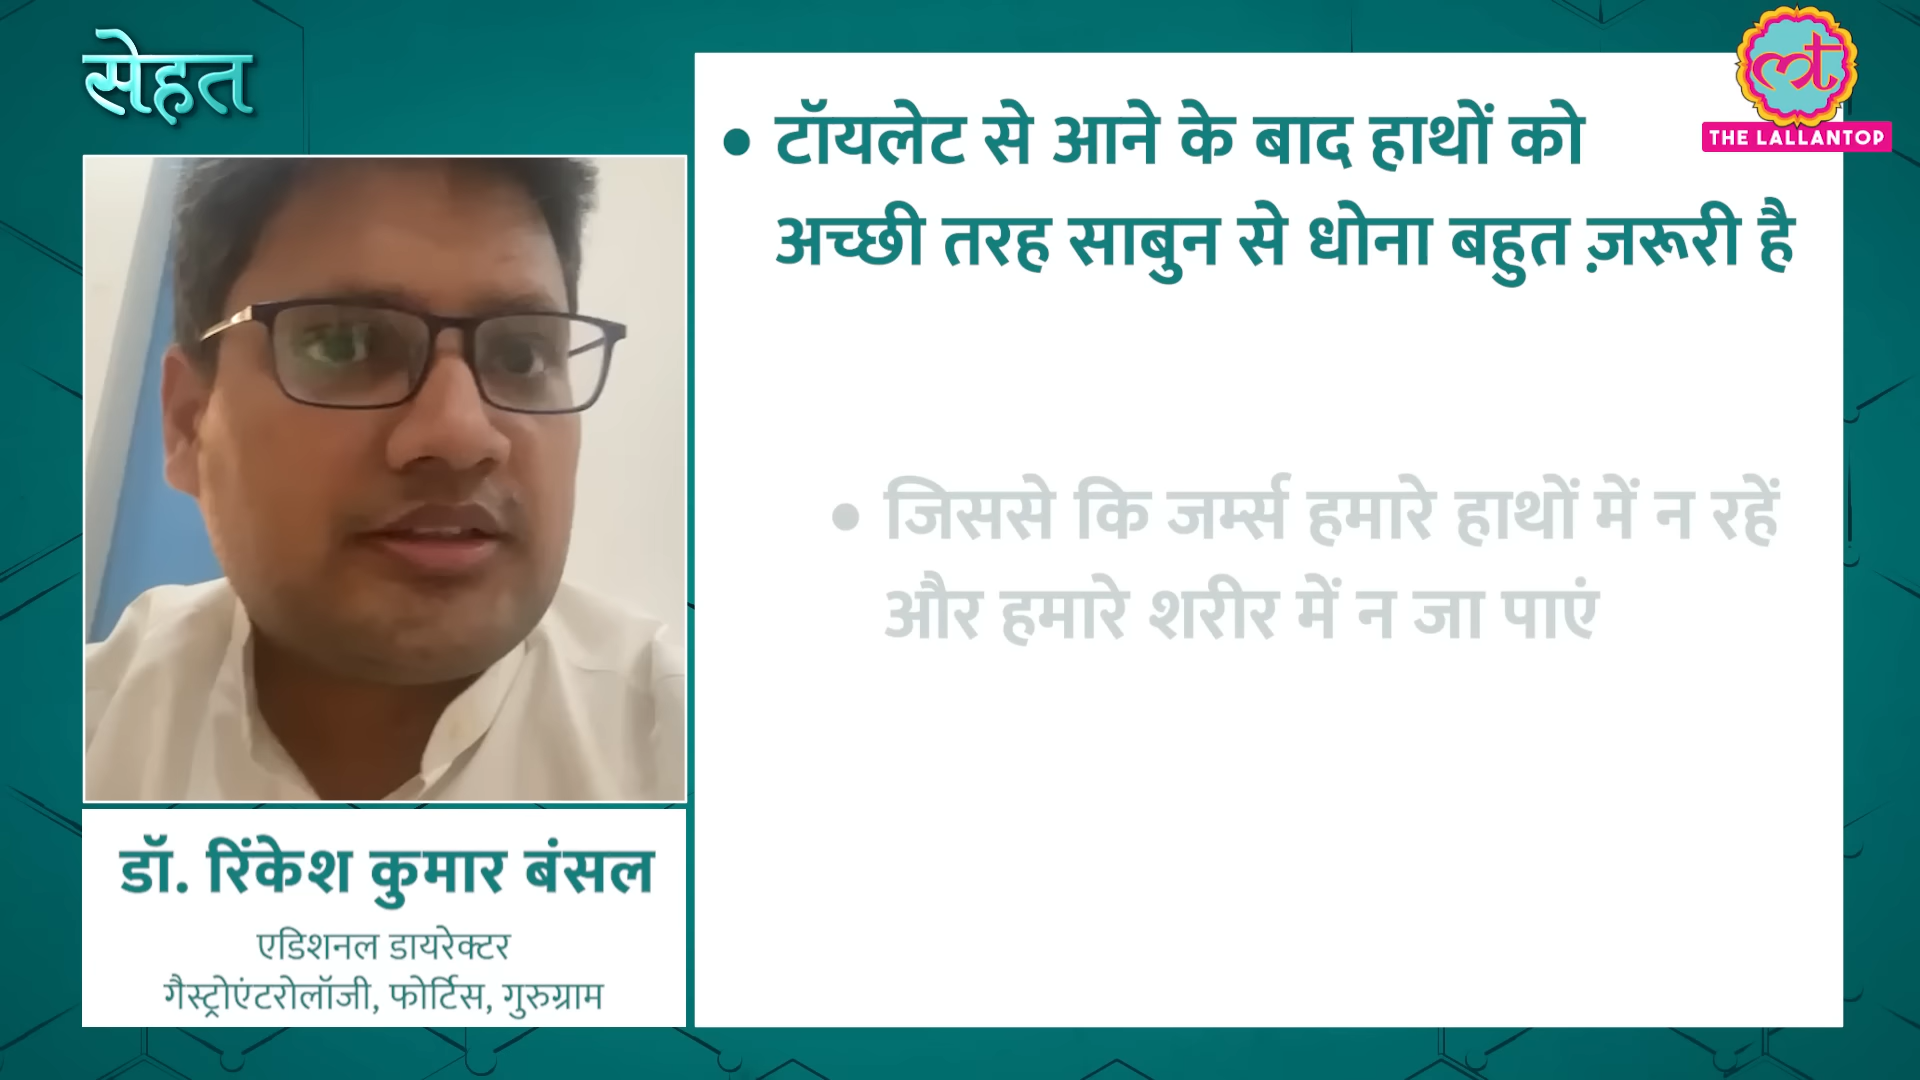 सेहत
THE LALLANTOP
• टॉयलेट से आने के बाद हाथों को
अच्छी तरह साबुन से धोना बहुत ज़रूरी है
• जिससे कि जर्म्स हमारे हाथों में न रहें
और हमारे शरीर में न जा पाएं
डॉ. रिंकेश कुमार बंसल
एडिशनल डायरेक्टर
गैस्ट्रोएंटरोलॉजी, फोर्टिस, गुरुग्राम